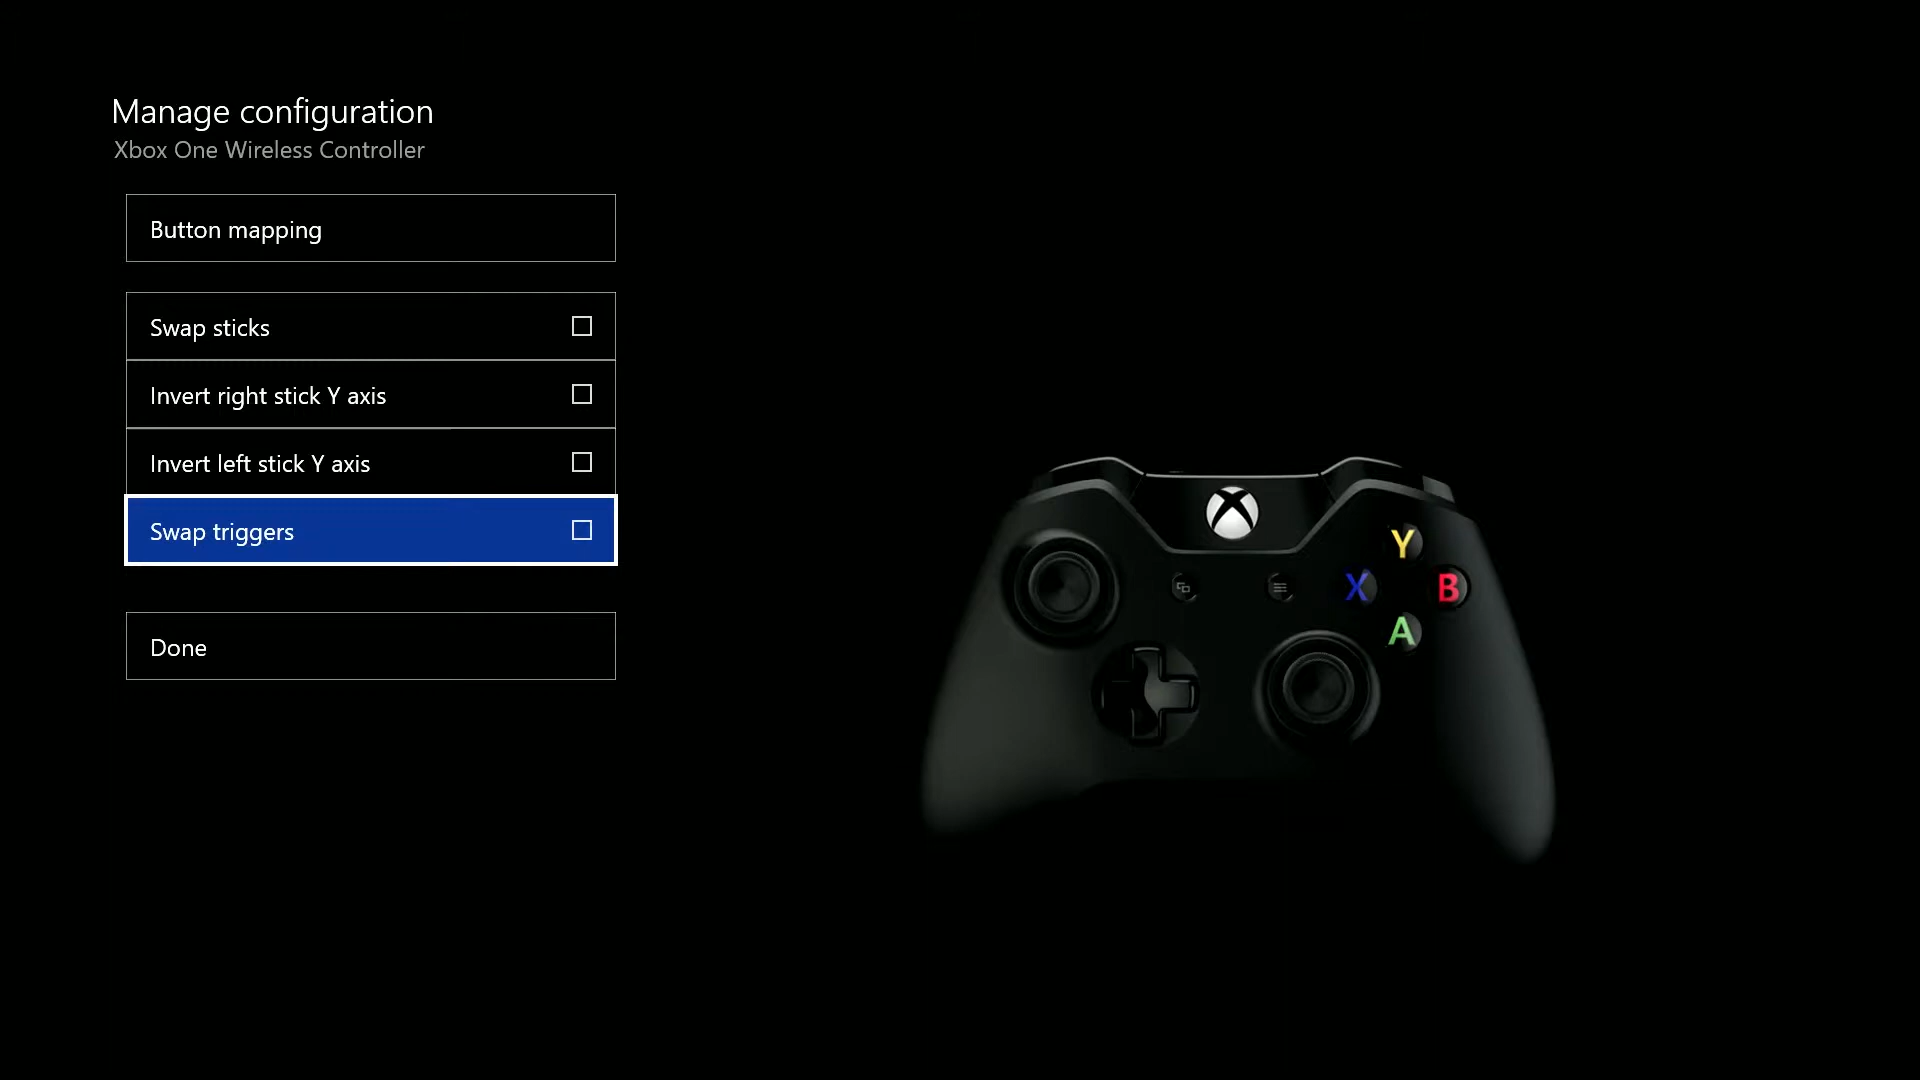 Manage configuration
Xbox One Wireless Controller
Button mapping
Swap sticks
Invert right stick Y axis
Invert left stick Y axis
Swap triggers
Done
Y
X
B
A